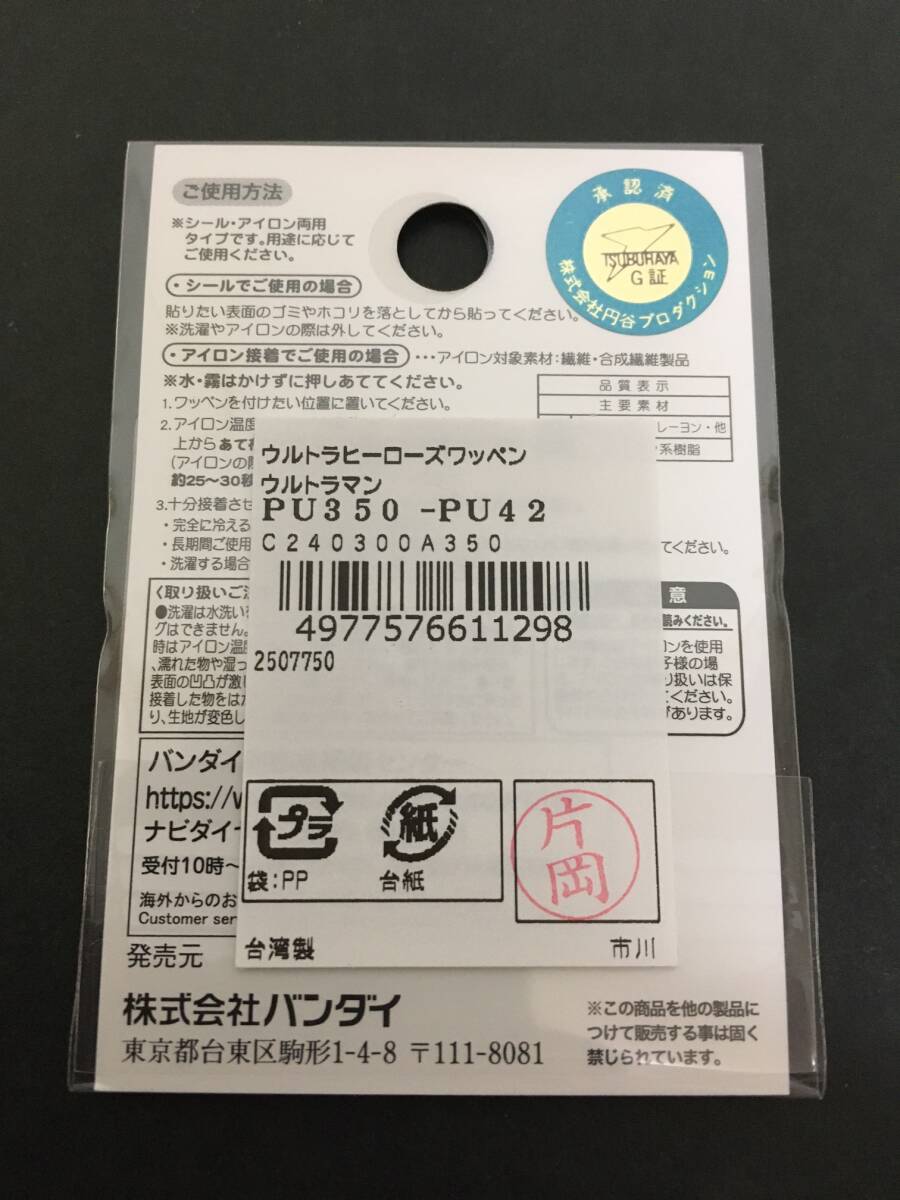 ご使用方法
※シール・アイロン両用
タイプです。用途に応じて
ご使用ください。
承認済
TSUBURAYA
G証
株式会社円谷プロダクション
・シールでご使用の場合
貼りたい表面のゴミやホコリを落としてから貼ってください。
※洗濯やアイロンの際は外してください。
・アイロン接着でご使用の場合 ･･･アイロン対象素材:繊維・合成繊維製品
※水・霧はかけずに押しあててください。
1.ワッペンを付けたい位置に置いてください。
品質表示
主要素材
レーヨン・他
系樹脂
2.アイロン温度
上からあて
(アイロンの
約25〜30秒
3.十分接着させ
・完全に冷える
・長期間ご使用
てください。
・洗濯する場合
ウルトラヒーローズワッペン
ウルトラマン
PU350 -PU42
C240300A350
4977576611298
2507750
〈取り扱いご
●洗濯は水洗い
グはできません。
時はアイロン温度
、濡れた物や湿っ
表面の凹凸が激し
接着した物をは
り、生地が変色し
意
読みください。
ンを使用
子様の場
り扱いは保
ください。
があります。
バンダイ
https://
ナビダイ
受付10時〜
海外からのお
Customer ser
プラ
袋:PP
紙
台紙
片岡
台湾製
市川
発売元
株式会社バンダイ
東京都台東区駒形1-4-8 〒111-8081
※この商品を他の製品に
つけて販売する事は固く
禁じられています。